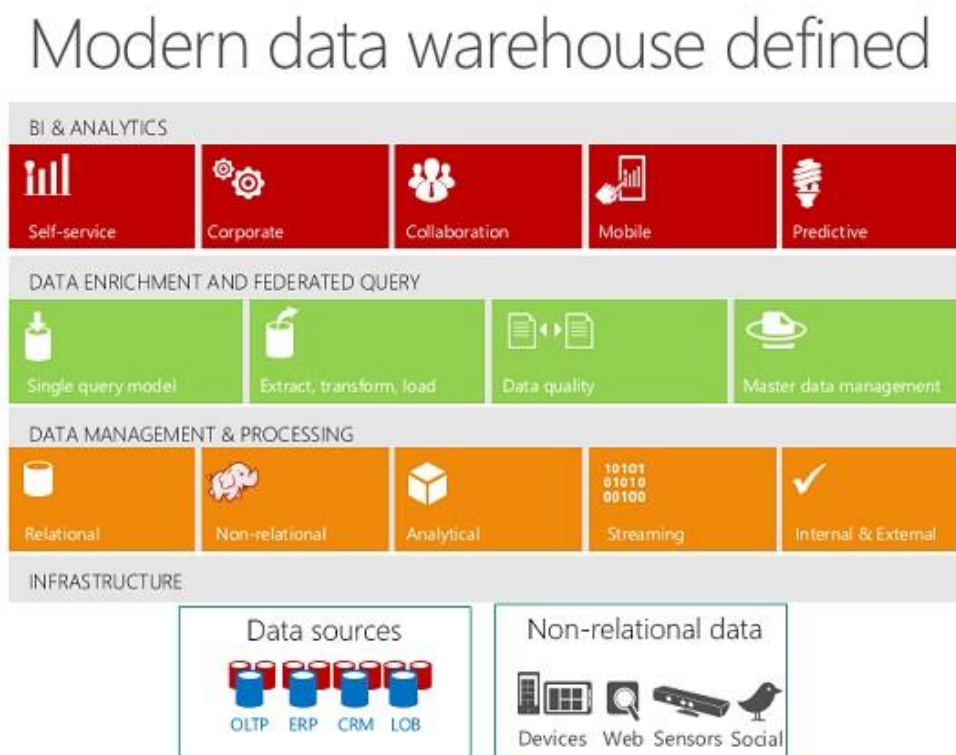 Modern data warehouse defined
BI & ANALYTICS
Self-service Corporate Collaboration Mobile Predictive
DATA ENRICHMENT AND FEDERATED QUERY
Single query model Extract, transform, load Data quality Master data management
DATA MANAGEMENT & PROCESSING
10101
01010
00100
Relational Non-relational Analytical Streaming Internal & External
INFRASTRUCTURE
Data sources
OLTP ERP CRM LOB
Non-relational data
Devices Web Sensors Social